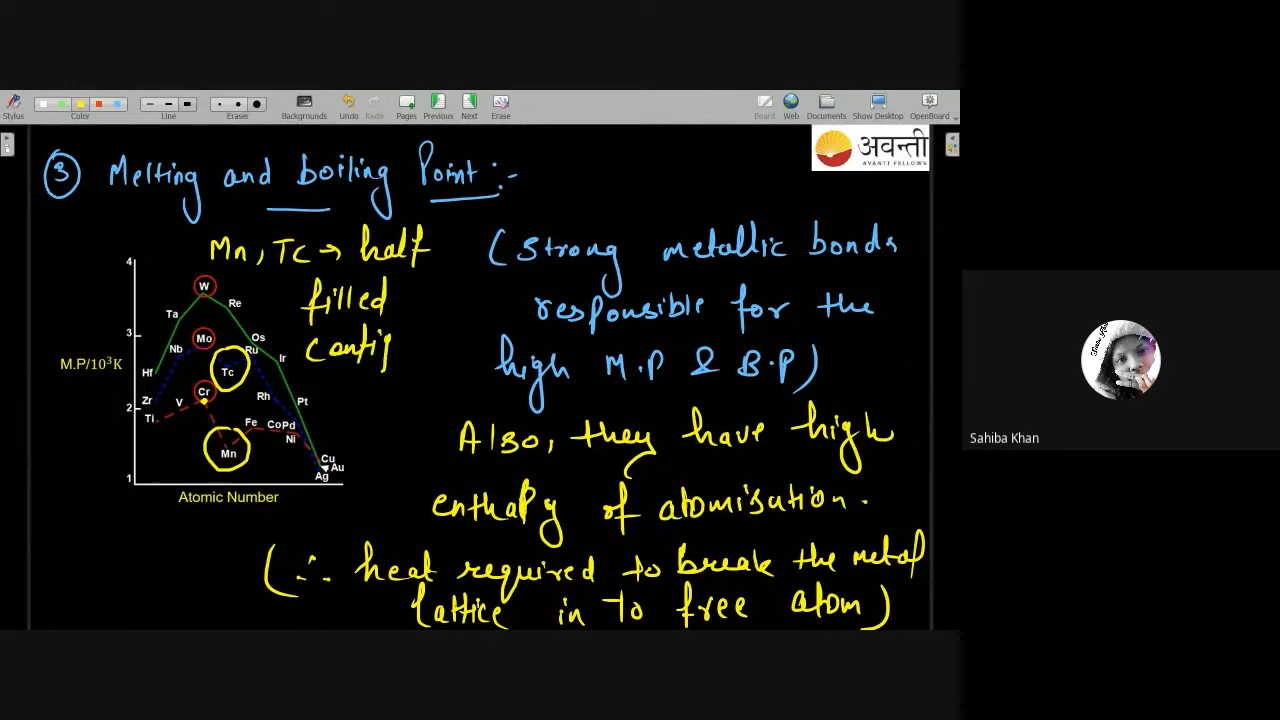 Stylus
Color
Line
Eraser
Backgrounds
Undo
Redo
Pages
Previous
Next
Erase
Board
Web
Documents
Show Desktop
OpenBoard
अवन्ती
AVANTI FELLOWS
③ Melting and boiling Point:-
Mn, Tc → half
filled
config
(Strong metallic bonds
responsible for the
high M.P & B.P)
Also, they have high
enthalpy of atomisation.
(∴ heat required to break the metal
lattice in to free atom)
4
3
2
1
M.P/10³K
W
Re
Ta
Os
Mo
Nb
Ru
Ir
Hf
Tc
Cr
Rh
Pt
Zr
V
Ti
Fe
Co
Pd
Ni
Mn
Cu
Au
Ag
Atomic Number
Sahiba Khan